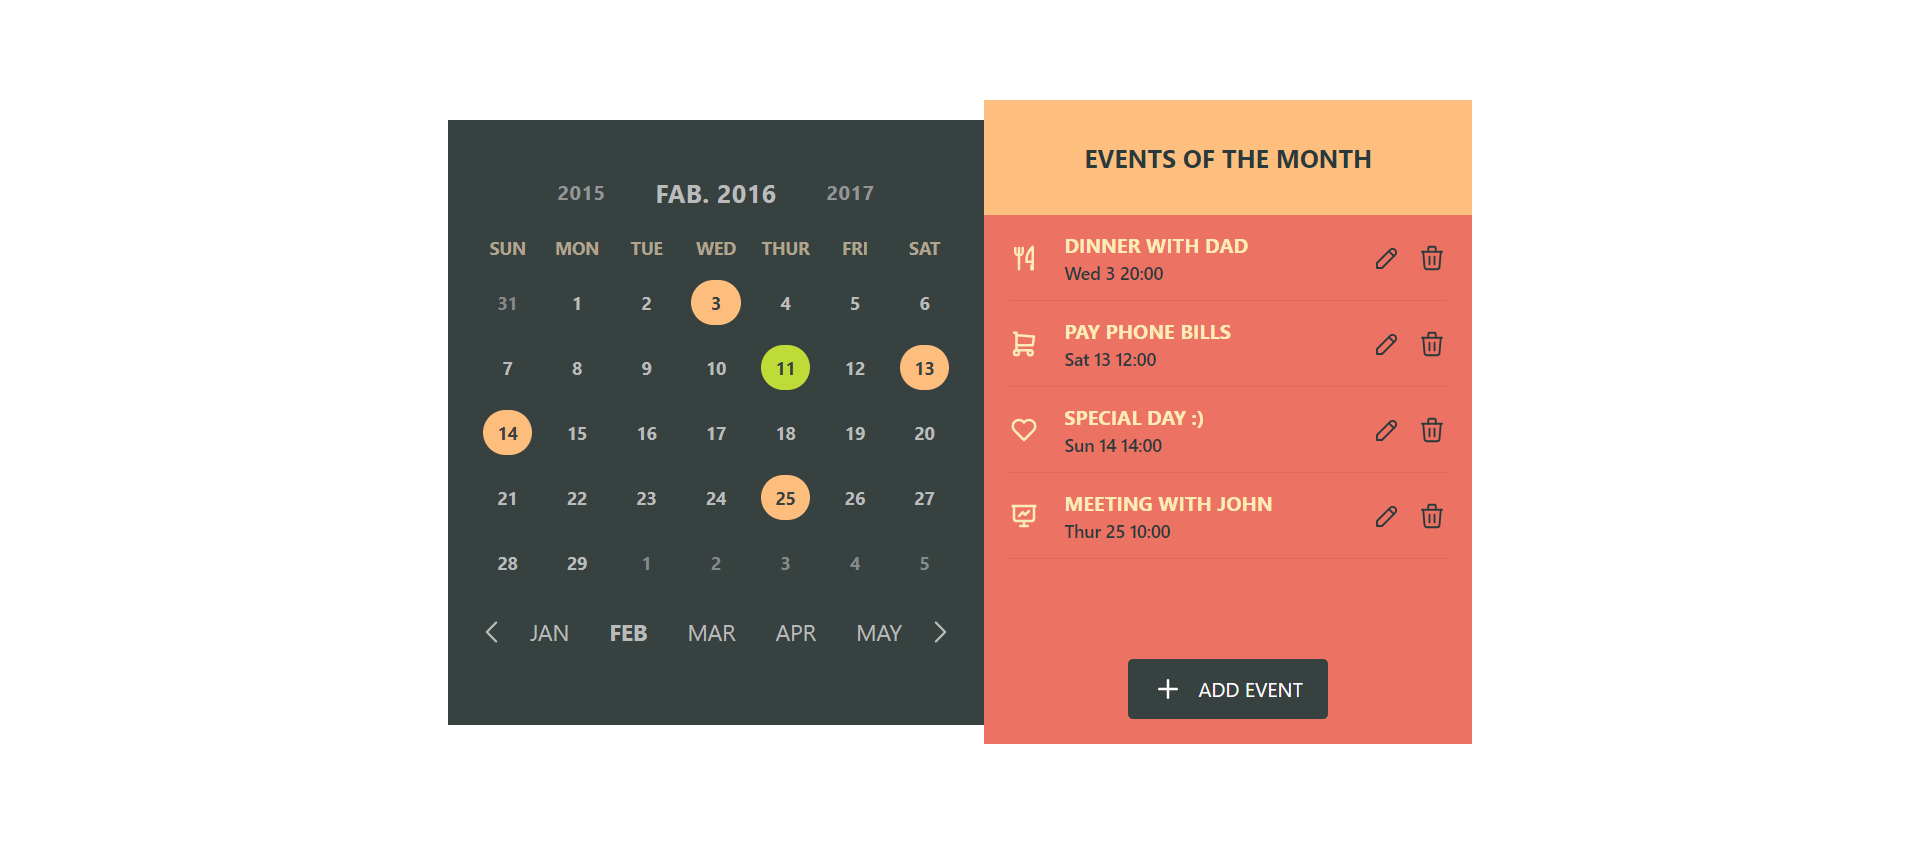 2015 FAB. 2016 2017
SUN MON TUE WED THUR FRI SAT
31 1 2 3 4 5 6
7 8 9 10 11 12 13
14 15 16 17 18 19 20
21 22 23 24 25 26 27
28 29 1 2 3 4 5
JAN FEB MAR APR MAY
EVENTS OF THE MONTH
DINNER WITH DAD
Wed 3 20:00
PAY PHONE BILLS
Sat 13 12:00
SPECIAL DAY :)
Sun 14 14:00
MEETING WITH JOHN
Thur 25 10:00
ADD EVENT